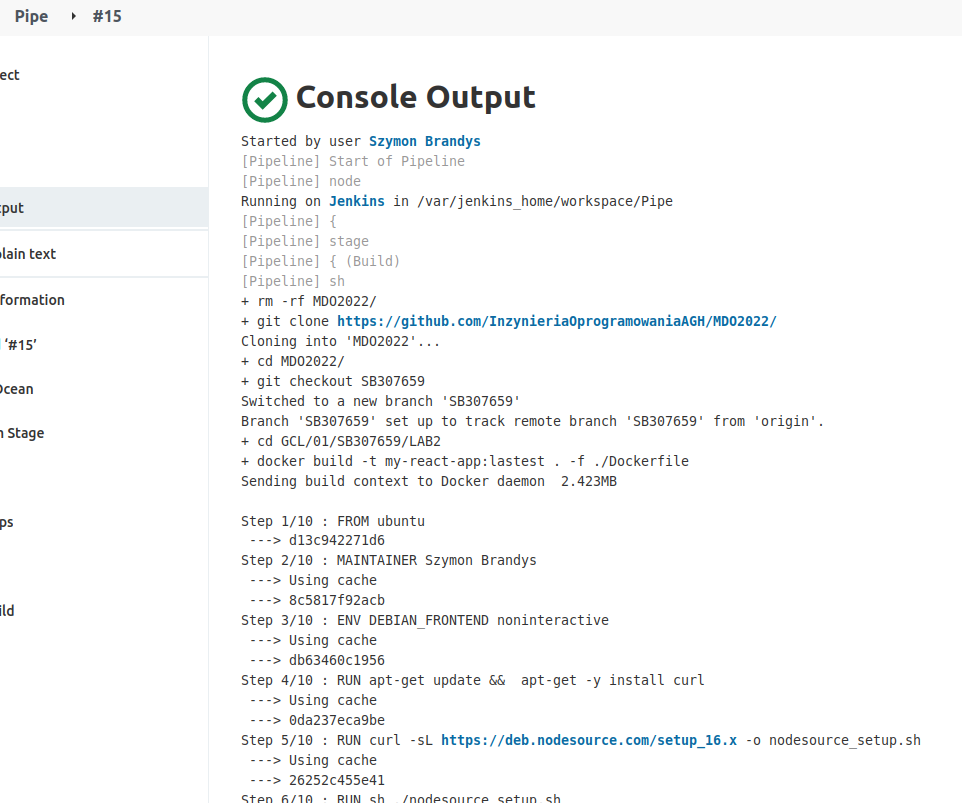 Pipe ▸ #15
ect
put
plain text
formation
‘#15’
Ocean
n Stage
ps
ild
Console Output
Started by user Szymon Brandys
[Pipeline] Start of Pipeline
[Pipeline] node
Running on Jenkins in /var/jenkins_home/workspace/Pipe
[Pipeline] {
[Pipeline] stage
[Pipeline] { (Build)
[Pipeline] sh
+ rm -rf MDO2022/
+ git clone https://github.com/InzynieriaOprogramowaniaAGH/MDO2022/
Cloning into 'MDO2022'...
+ cd MDO2022/
+ git checkout SB307659
Switched to a new branch 'SB307659'
Branch 'SB307659' set up to track remote branch 'SB307659' from 'origin'.
+ cd GCL/01/SB307659/LAB2
+ docker build -t my-react-app:lastest . -f ./Dockerfile
Sending build context to Docker daemon  2.423MB
Step 1/10 : FROM ubuntu
---> d13c942271d6
Step 2/10 : MAINTAINER Szymon Brandys
---> Using cache
---> 8c5817f92acb
Step 3/10 : ENV DEBIAN_FRONTEND noninteractive
---> Using cache
---> db63460c1956
Step 4/10 : RUN apt-get update &&  apt-get -y install curl
---> Using cache
---> 0da237eca9be
Step 5/10 : RUN curl -sL https://deb.nodesource.com/setup_16.x -o nodesource_setup.sh
---> Using cache
---> 26252c455e41
Step 6/10 : RUN sh ./nodesource_setup.sh